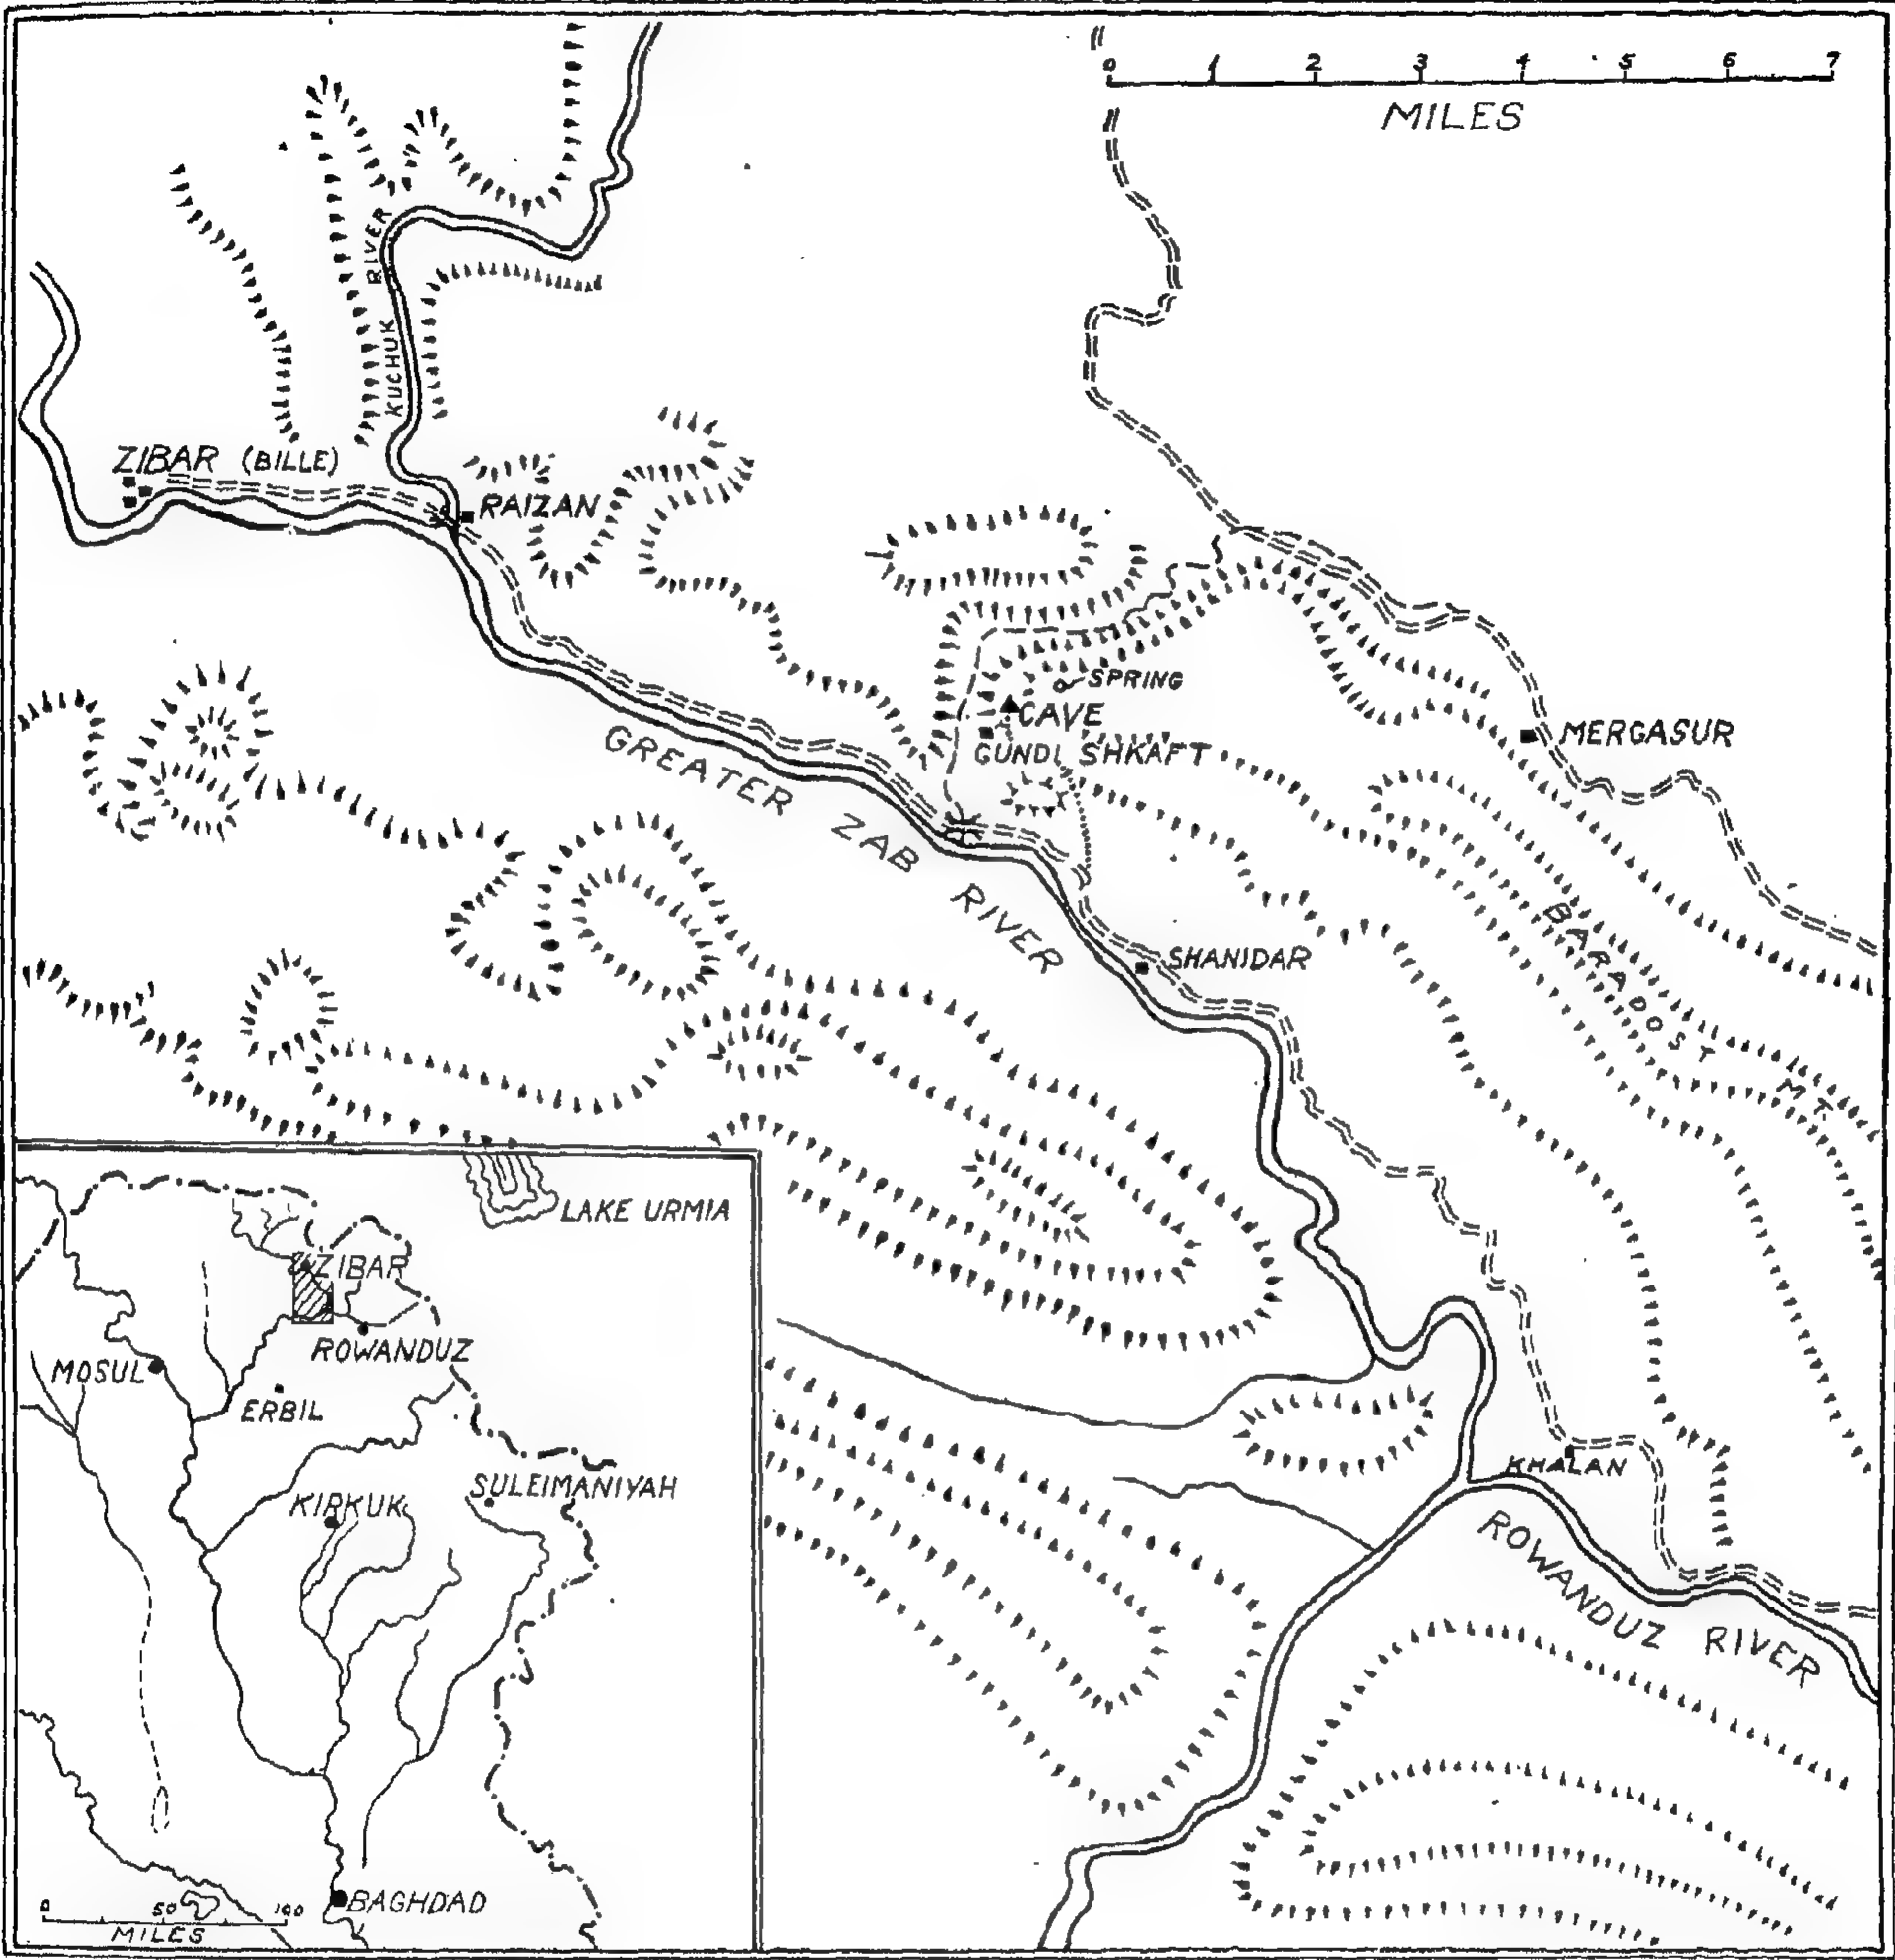 0 1 2 3 4 5 6 7
MILES
KUCHUK RIVER
ZIBAR (BILLE)
RAIZAN
SPRING
CAVE
GUNDI SHKAFT
MERGASUR
GREATER ZAB RIVER
SHANIDAR
BARADOST MT.
LAKE URMIA
ZIBAR
ROWANDUZ
MOSUL
ERBIL
SULEIMANIYAH
KIRKUK
KHALAN
ROWANDUZ RIVER
BAGHDAD
0 50 100
MILES